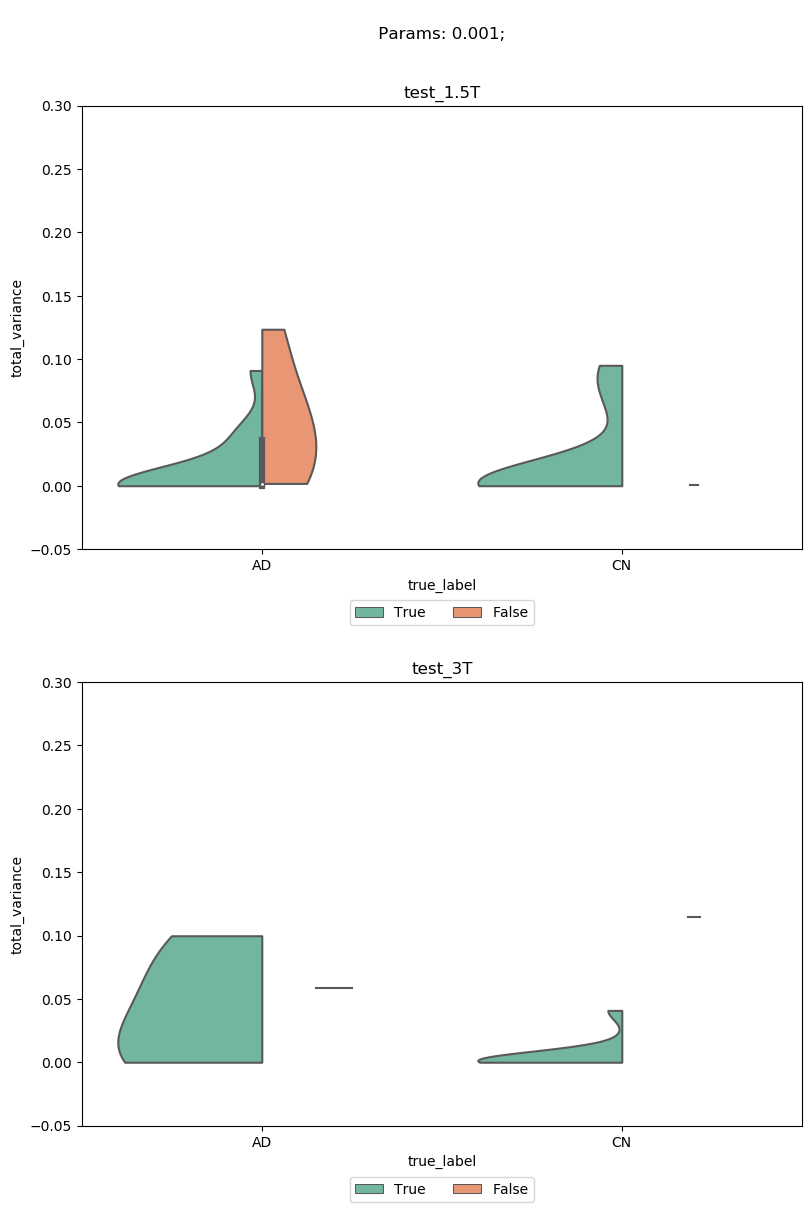 Params: 0.001;
test_1.5T
0.30
0.25
0.20
0.15
0.10
0.05
0.00
−0.05
total_variance
AD
CN
true_label
True
False
test_3T
0.30
0.25
0.20
0.15
0.10
0.05
0.00
−0.05
total_variance
AD
CN
true_label
True
False